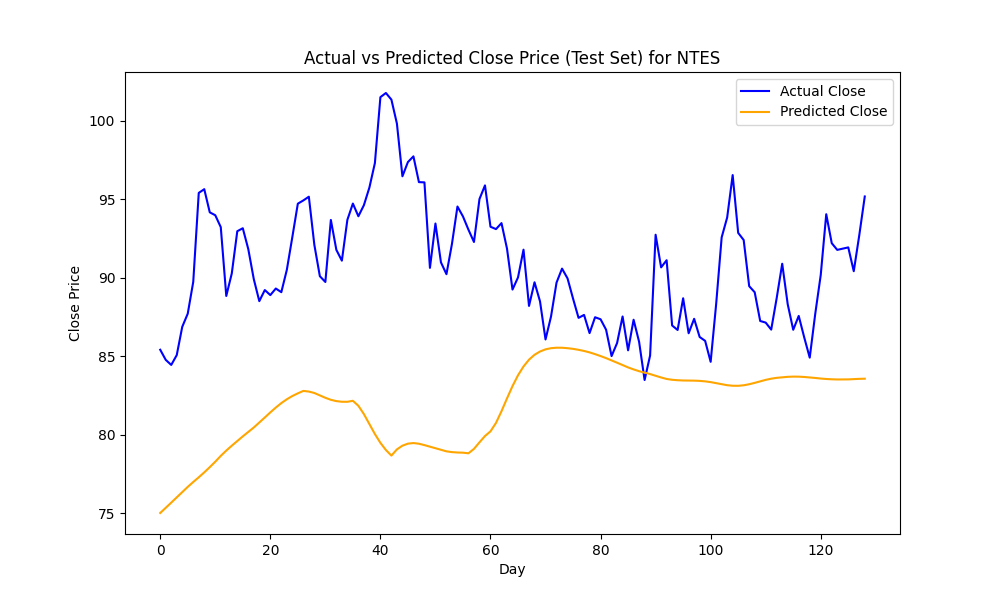 Actual vs Predicted Close Price (Test Set) for NTES
Actual Close
Predicted Close
Close Price
100
95
90
85
80
75
0 20 40 60 80 100 120
Day